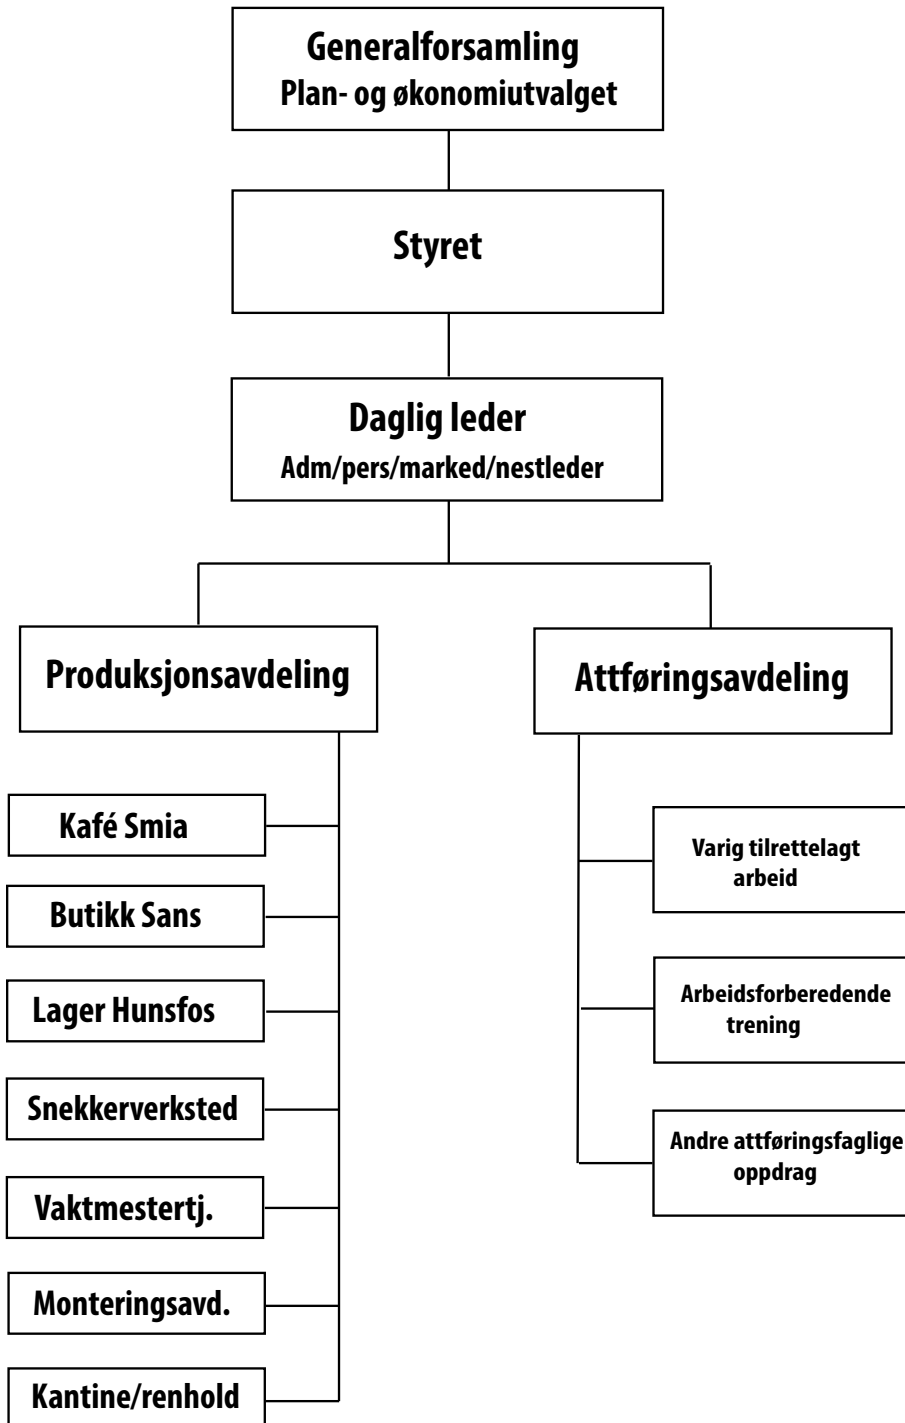 Generalforsamling
Plan- og økonomiutvalget
Styret
Daglig leder
Adm/pers/marked/nestleder
Produksjonsavdeling
Kafé Smia
Butikk Sans
Lager Hunsfos
Snekkerverksted
Vaktmestertj.
Monteringsavd.
Kantine/renhold
Attføringsavdeling
Varig tilrettelagt
arbeid
Arbeidsforberedende
trening
Andre attføringsfaglige
oppdrag